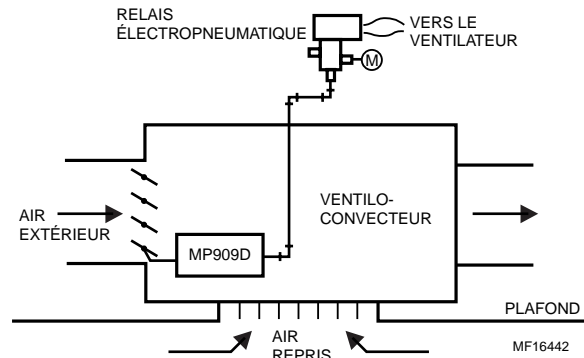 RELAIS
ÉLECTROPNEUMATIQUE
VERS LE
VENTILATEUR
M
AIR
EXTÉRIEUR
MP909D
VENTILO-
CONVECTEUR
PLAFOND
AIR
REPRIS
MF16442